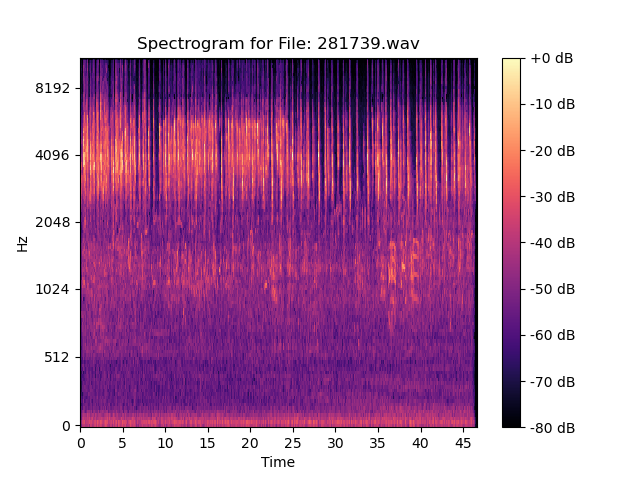 Spectrogram for File: 281739.wav
Hz
8192
4096
2048
1024
512
0
0 5 10 15 20 25 30 35 40 45
Time
+0 dB
-10 dB
-20 dB
-30 dB
-40 dB
-50 dB
-60 dB
-70 dB
-80 dB